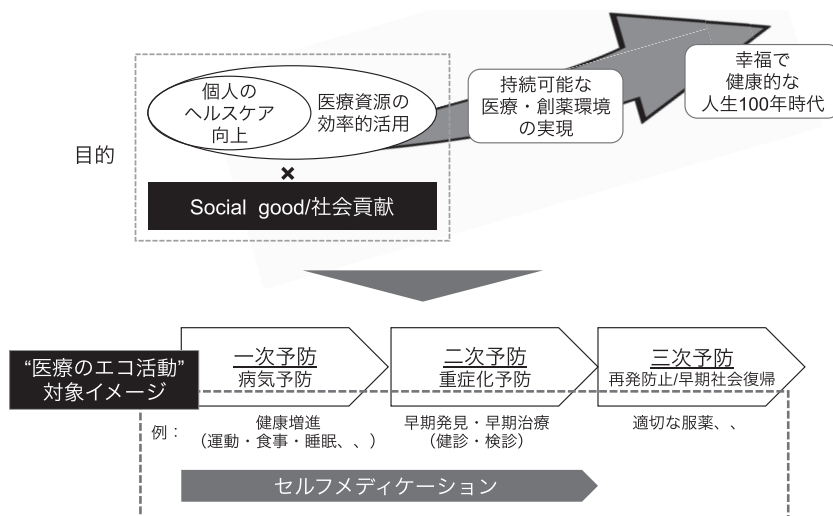 幸福で
健康的な
人生100年時代
持続可能な
医療・創薬環境
の実現
個人の
ヘルスケア
向上
医療資源の
効率的活用
目的
×
Social good/社会貢献
“医療のエコ活動”
対象イメージ
一次予防
病気予防
二次予防
重症化予防
三次予防
再発防止/早期社会復帰
例：
健康増進
（運動・食事・睡眠、、）
早期発見・早期治療
（健診・検診）
適切な服薬、、
セルフメディケーション